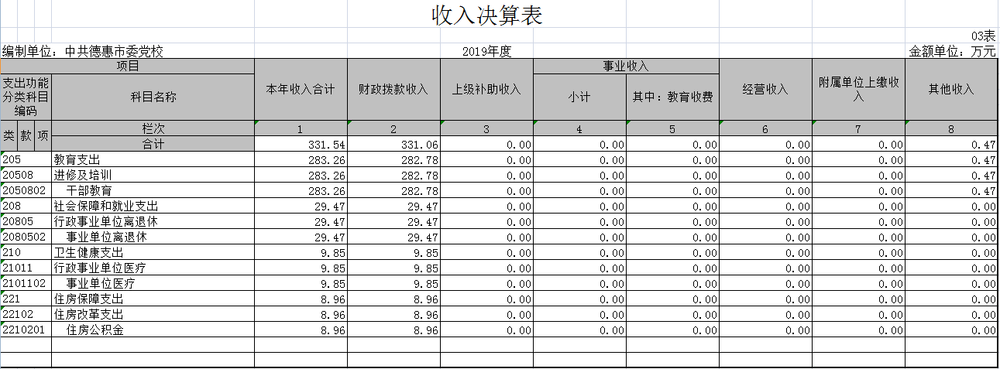 收入决算表
03表
编制单位：中共德惠市委党校 2019年度 金额单位：万元
项目 本年收入合计 财政拨款收入 上级补助收入 事业收入 经营收入 附属单位上缴收入 其他收入
支出功能分类科目编码 科目名称 小计 其中：教育收费
类 款 项 栏次 1 2 3 4 5 6 7 8
合计 331.54 331.06 0.00 0.00 0.00 0.00 0.00 0.47
205 教育支出 283.26 282.78 0.00 0.00 0.00 0.00 0.00 0.47
20508 进修及培训 283.26 282.78 0.00 0.00 0.00 0.00 0.00 0.47
2050802 干部教育 283.26 282.78 0.00 0.00 0.00 0.00 0.00 0.47
208 社会保障和就业支出 29.47 29.47 0.00 0.00 0.00 0.00 0.00 0.00
20805 行政事业单位离退休 29.47 29.47 0.00 0.00 0.00 0.00 0.00 0.00
2080502 事业单位离退休 29.47 29.47 0.00 0.00 0.00 0.00 0.00 0.00
210 卫生健康支出 9.85 9.85 0.00 0.00 0.00 0.00 0.00 0.00
21011 行政事业单位医疗 9.85 9.85 0.00 0.00 0.00 0.00 0.00 0.00
2101102 事业单位医疗 9.85 9.85 0.00 0.00 0.00 0.00 0.00 0.00
221 住房保障支出 8.96 8.96 0.00 0.00 0.00 0.00 0.00 0.00
22102 住房改革支出 8.96 8.96 0.00 0.00 0.00 0.00 0.00 0.00
2210201 住房公积金 8.96 8.96 0.00 0.00 0.00 0.00 0.00 0.00